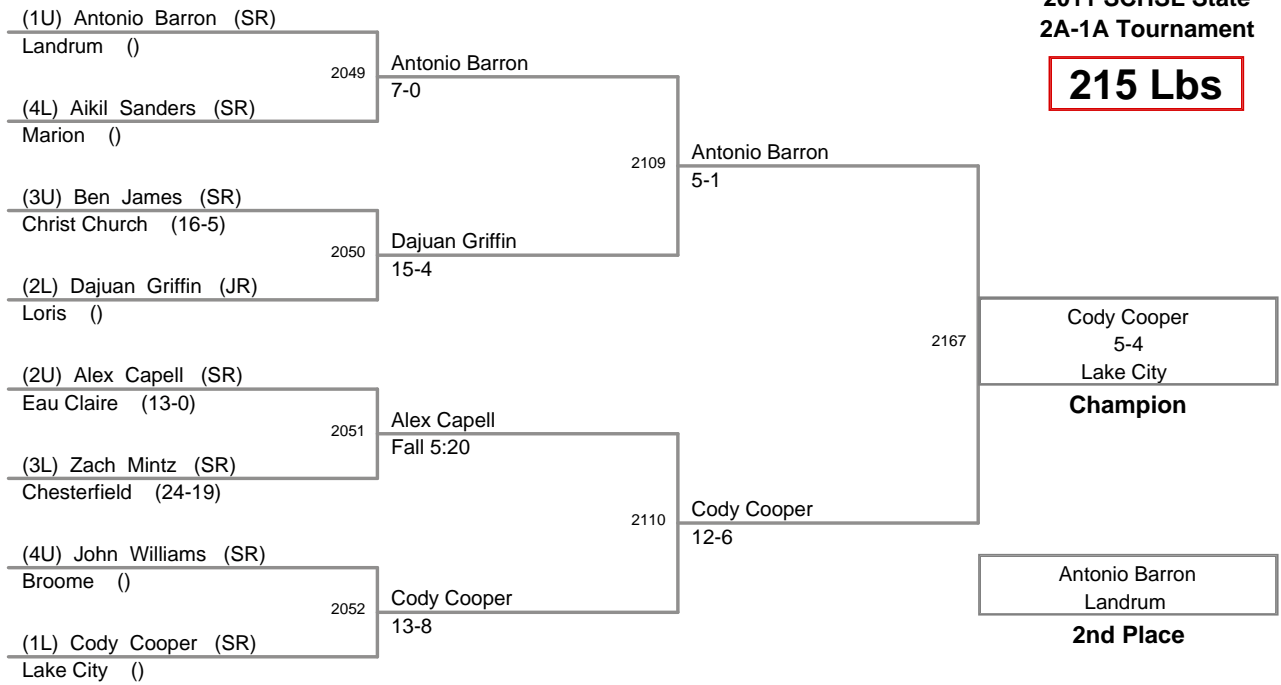 2011 SCHSL State
2A-1A Tournament
215 Lbs
(1U) Antonio Barron (SR)
Landrum ()
2049
Antonio Barron
7-0
(4L) Aikil Sanders (SR)
Marion ()
2109
Antonio Barron
5-1
(3U) Ben James (SR)
Christ Church (16-5)
2050
Dajuan Griffin
15-4
(2L) Dajuan Griffin (JR)
Loris ()
2167
Cody Cooper
5-4
Lake City
Champion
(2U) Alex Capell (SR)
Eau Claire (13-0)
2051
Alex Capell
Fall 5:20
(3L) Zach Mintz (SR)
Chesterfield (24-19)
2110
Cody Cooper
12-6
(4U) John Williams (SR)
Broome ()
2052
Cody Cooper
13-8
(1L) Cody Cooper (SR)
Lake City ()
Antonio Barron
Landrum
2nd Place